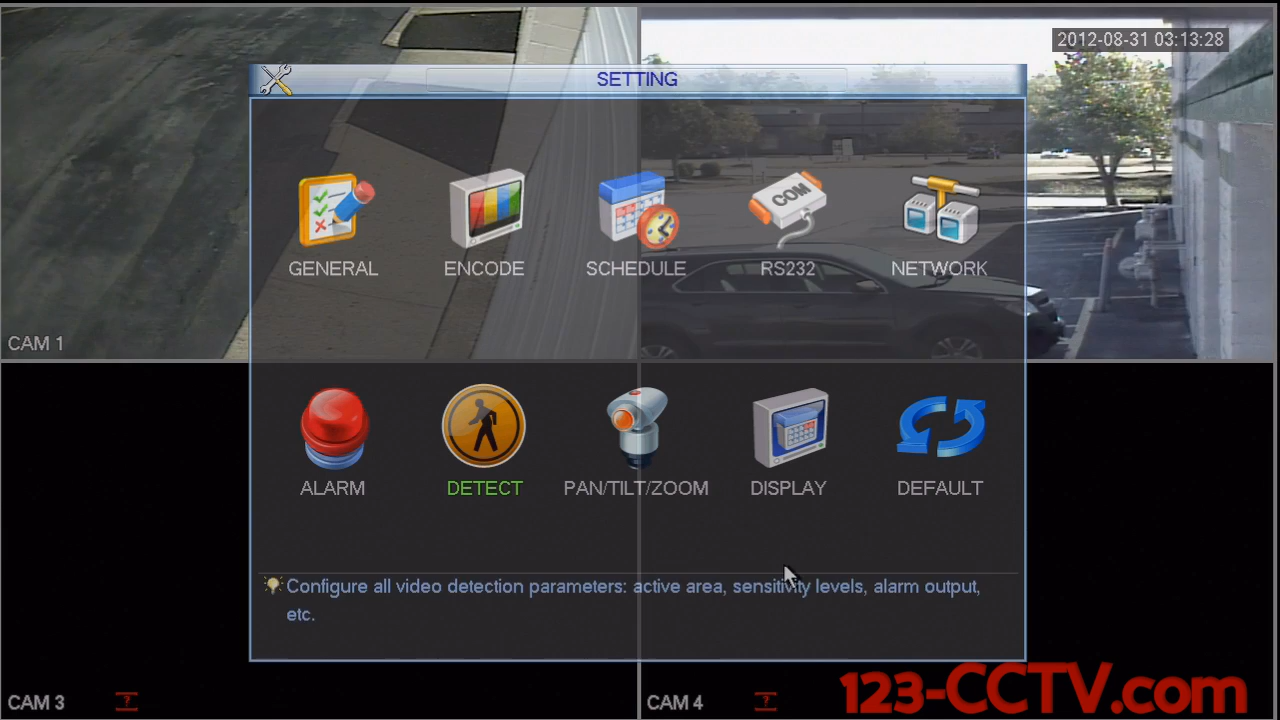 2012-08-31 03:13:28
SETTING
COM
GENERAL
ENCODE
SCHEDULE
RS232
NETWORK
CAM 1
ALARM
DETECT
PAN/TILT/ZOOM
DISPLAY
DEFAULT
Configure all video detection parameters: active area, sensitivity levels, alarm output,
etc.
CAM 3
?
CAM 4
?
123-CCTV.com